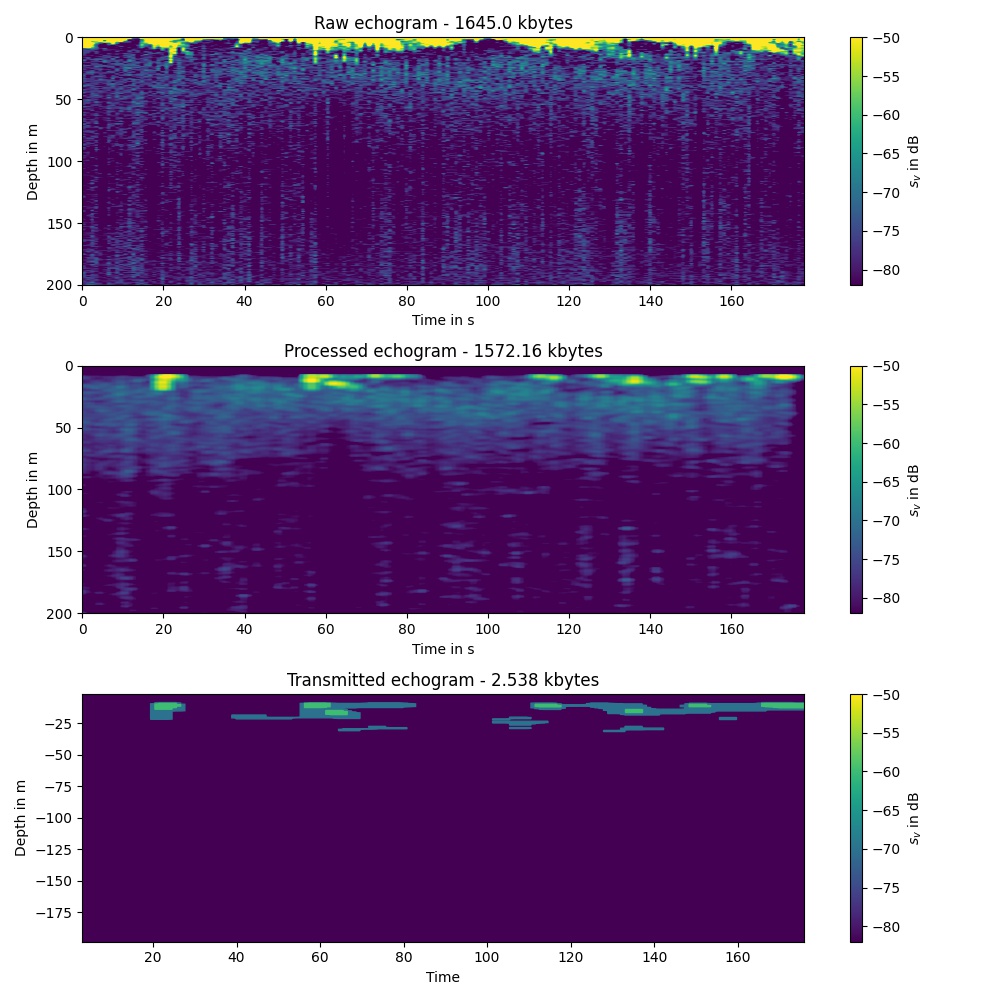 Raw echogram - 1645.0 kbytes
0
50
100
150
200
Depth in m
0 20 40 60 80 100 120 140 160
Time in s
−50
−55
−60
−65
−70
−75
−80
sv in dB
Processed echogram - 1572.16 kbytes
0
50
100
150
200
Depth in m
0 20 40 60 80 100 120 140 160
Time in s
−50
−55
−60
−65
−70
−75
−80
sv in dB
Transmitted echogram - 2.538 kbytes
−25
−50
−75
−100
−125
−150
−175
Depth in m
20 40 60 80 100 120 140 160
Time
−50
−55
−60
−65
−70
−75
−80
sv in dB